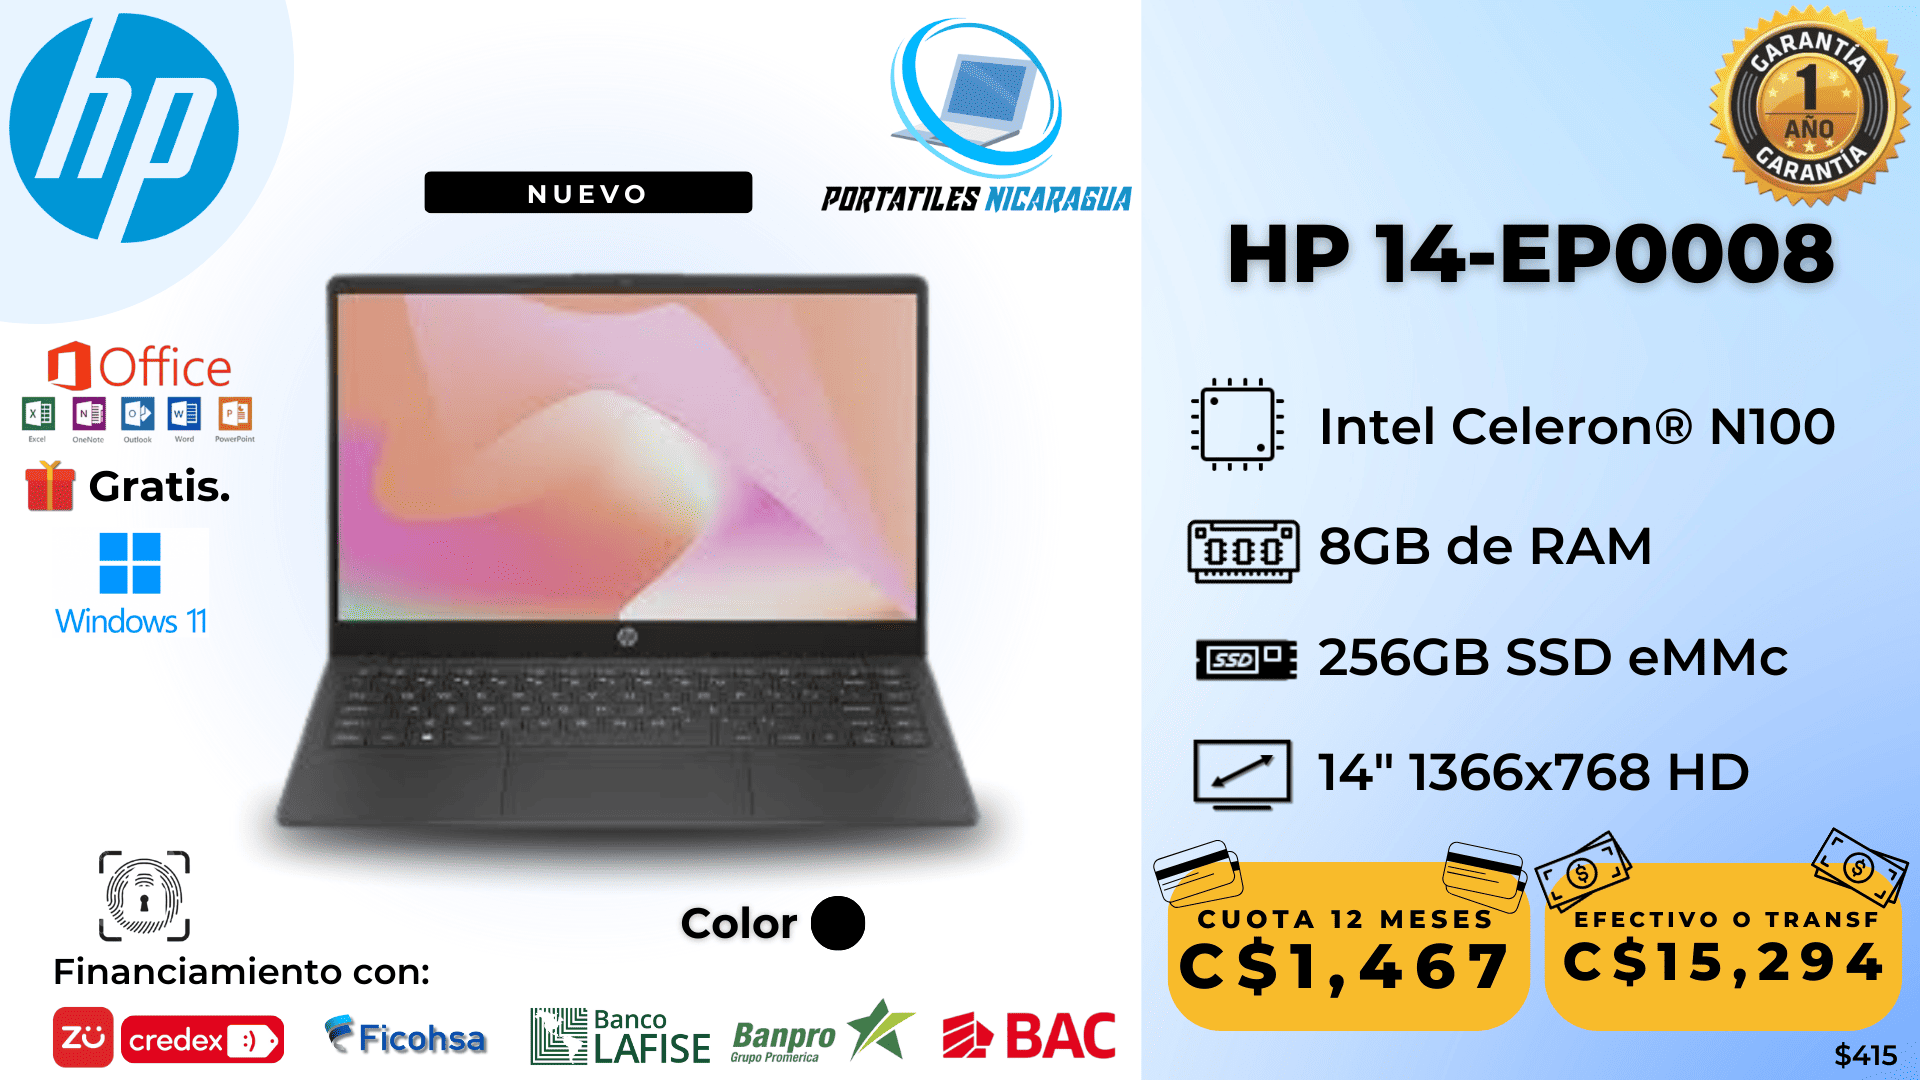 hp
NUEVO
PORTATILES NICARAGUA
GARANTÍA
1
AÑO
GARANTÍA
HP 14-EP0008
Office
Excel
OneNote
Outlook
Word
PowerPoint
Gratis.
Windows 11
Intel Celeron® N100
8GB de RAM
SSD
256GB SSD eMMc
14" 1366x768 HD
Color
CUOTA 12 MESES
C$1,467
EFECTIVO O TRANSF
C$15,294
$415
Financiamiento con:
zü
credex :)
Ficohsa
Banco
LAFISE
Banpro
Grupo Promerica
BAC